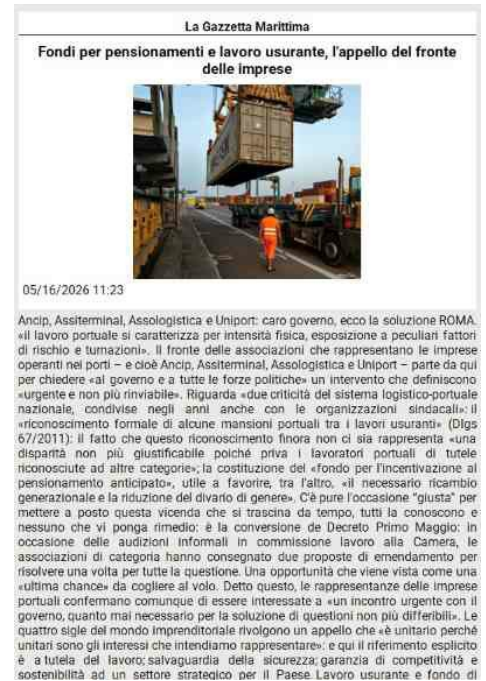 La Gazzetta Marittima
Fondi per pensionamenti e lavoro usurante, l'appello del fronte
delle imprese
05/16/2026 11:23
Ancip, Assiterminal, Assologistica e Uniport: caro governo, ecco la soluzione ROMA.
«il lavoro portuale si caratterizza per intensità fisica, esposizione a peculiari fattori
di rischio e turnazioni». Il fronte delle associazioni che rappresentano le imprese
operanti nei porti – e cioè Ancip, Assiterminal, Assologistica e Uniport – parte da qui
per chiedere «al governo e a tutte le forze politiche» un intervento che definiscono
«urgente e non più rinviabile». Riguarda «due criticità del sistema logistico-portuale
nazionale, condivise negli anni anche con le organizzazioni sindacali»: il
«riconoscimento formale di alcune mansioni portuali tra i lavori usuranti» (Dlgs
67/2011): il fatto che questo riconoscimento finora non ci sia rappresenta «una
disparità non più giustificabile poiché priva i lavoratori portuali di tutele
riconosciute ad altre categorie»; la costituzione del «fondo per l'incentivazione al
pensionamento anticipato», utile a favorire, tra l'altro, «il necessario ricambio
generazionale e la riduzione del divario di genere». C'è pure l'occasione "giusta" per
mettere a posto questa vicenda che si trascina da tempo, tutti la conoscono e
nessuno che vi ponga rimedio: è la conversione de Decreto Primo Maggio: in
occasione delle audizioni informali in commissione lavoro alla Camera, le
associazioni di categoria hanno consegnato due proposte di emendamento per
risolvere una volta per tutte la questione. Una opportunità che viene vista come una
«ultima chance» da cogliere al volo. Detto questo, le rappresentanze delle imprese
portuali confermano comunque di essere interessate a «un incontro urgente con il
governo, quanto mai necessario per la soluzione di questioni non più differibili». Le
quattro sigle del mondo imprenditoriale rivolgono un appello che «è unitario perché
unitari sono gli interessi che intendiamo rappresentare»: e qui il riferimento esplicito
è a tutela del lavoro; salvaguardia della sicurezza; garanzia di competitività e
sostenibilità ad un settore strategico per il Paese. Lavoro usurante e fondo di